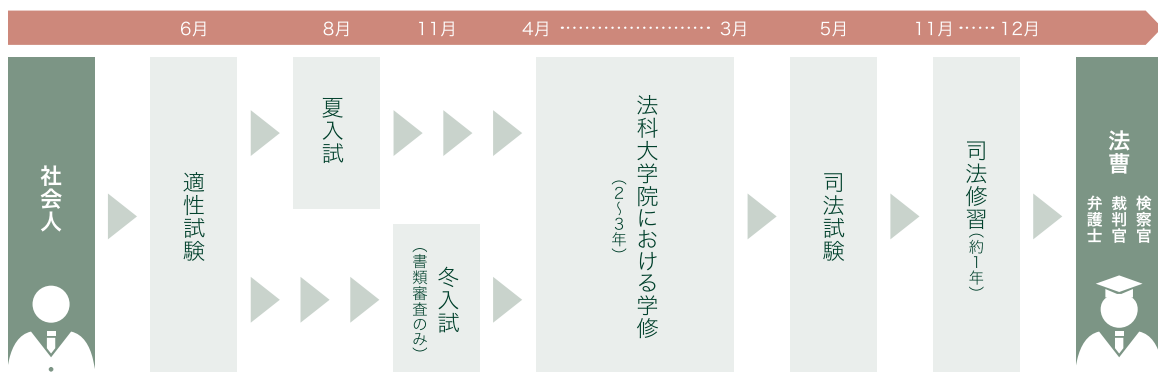 6月
8月
11月
4月
3月
5月
11月
12月
社会人
適性試験
夏入試
冬入試
（書類審査のみ）
法科大学院における学修
（2〜3年）
司法試験
司法修習（約1年）
法曹
検察官
裁判官
弁護士